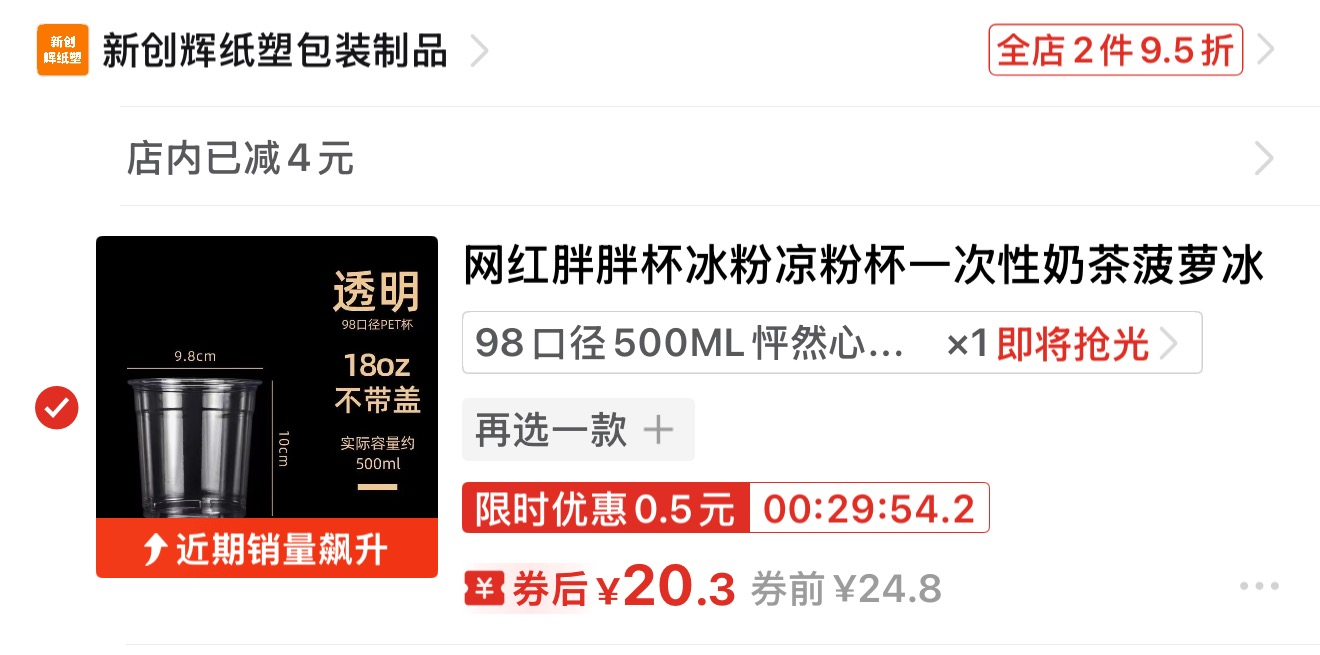 新创
辉纸塑
新创辉纸塑包装制品
全店2件9.5折
店内已减4元
网红胖胖杯冰粉凉粉杯一次性奶茶菠萝冰
透明
98口径PET杯
9.8cm
18oz
不带盖
10cm
实际容量约
500ml
近期销量飙升
98口径500ML怦然心... ×1即将抢光
再选一款 +
限时优惠0.5元 00:29:54.2
¥ 券后 ¥20.3 券前 ¥24.8